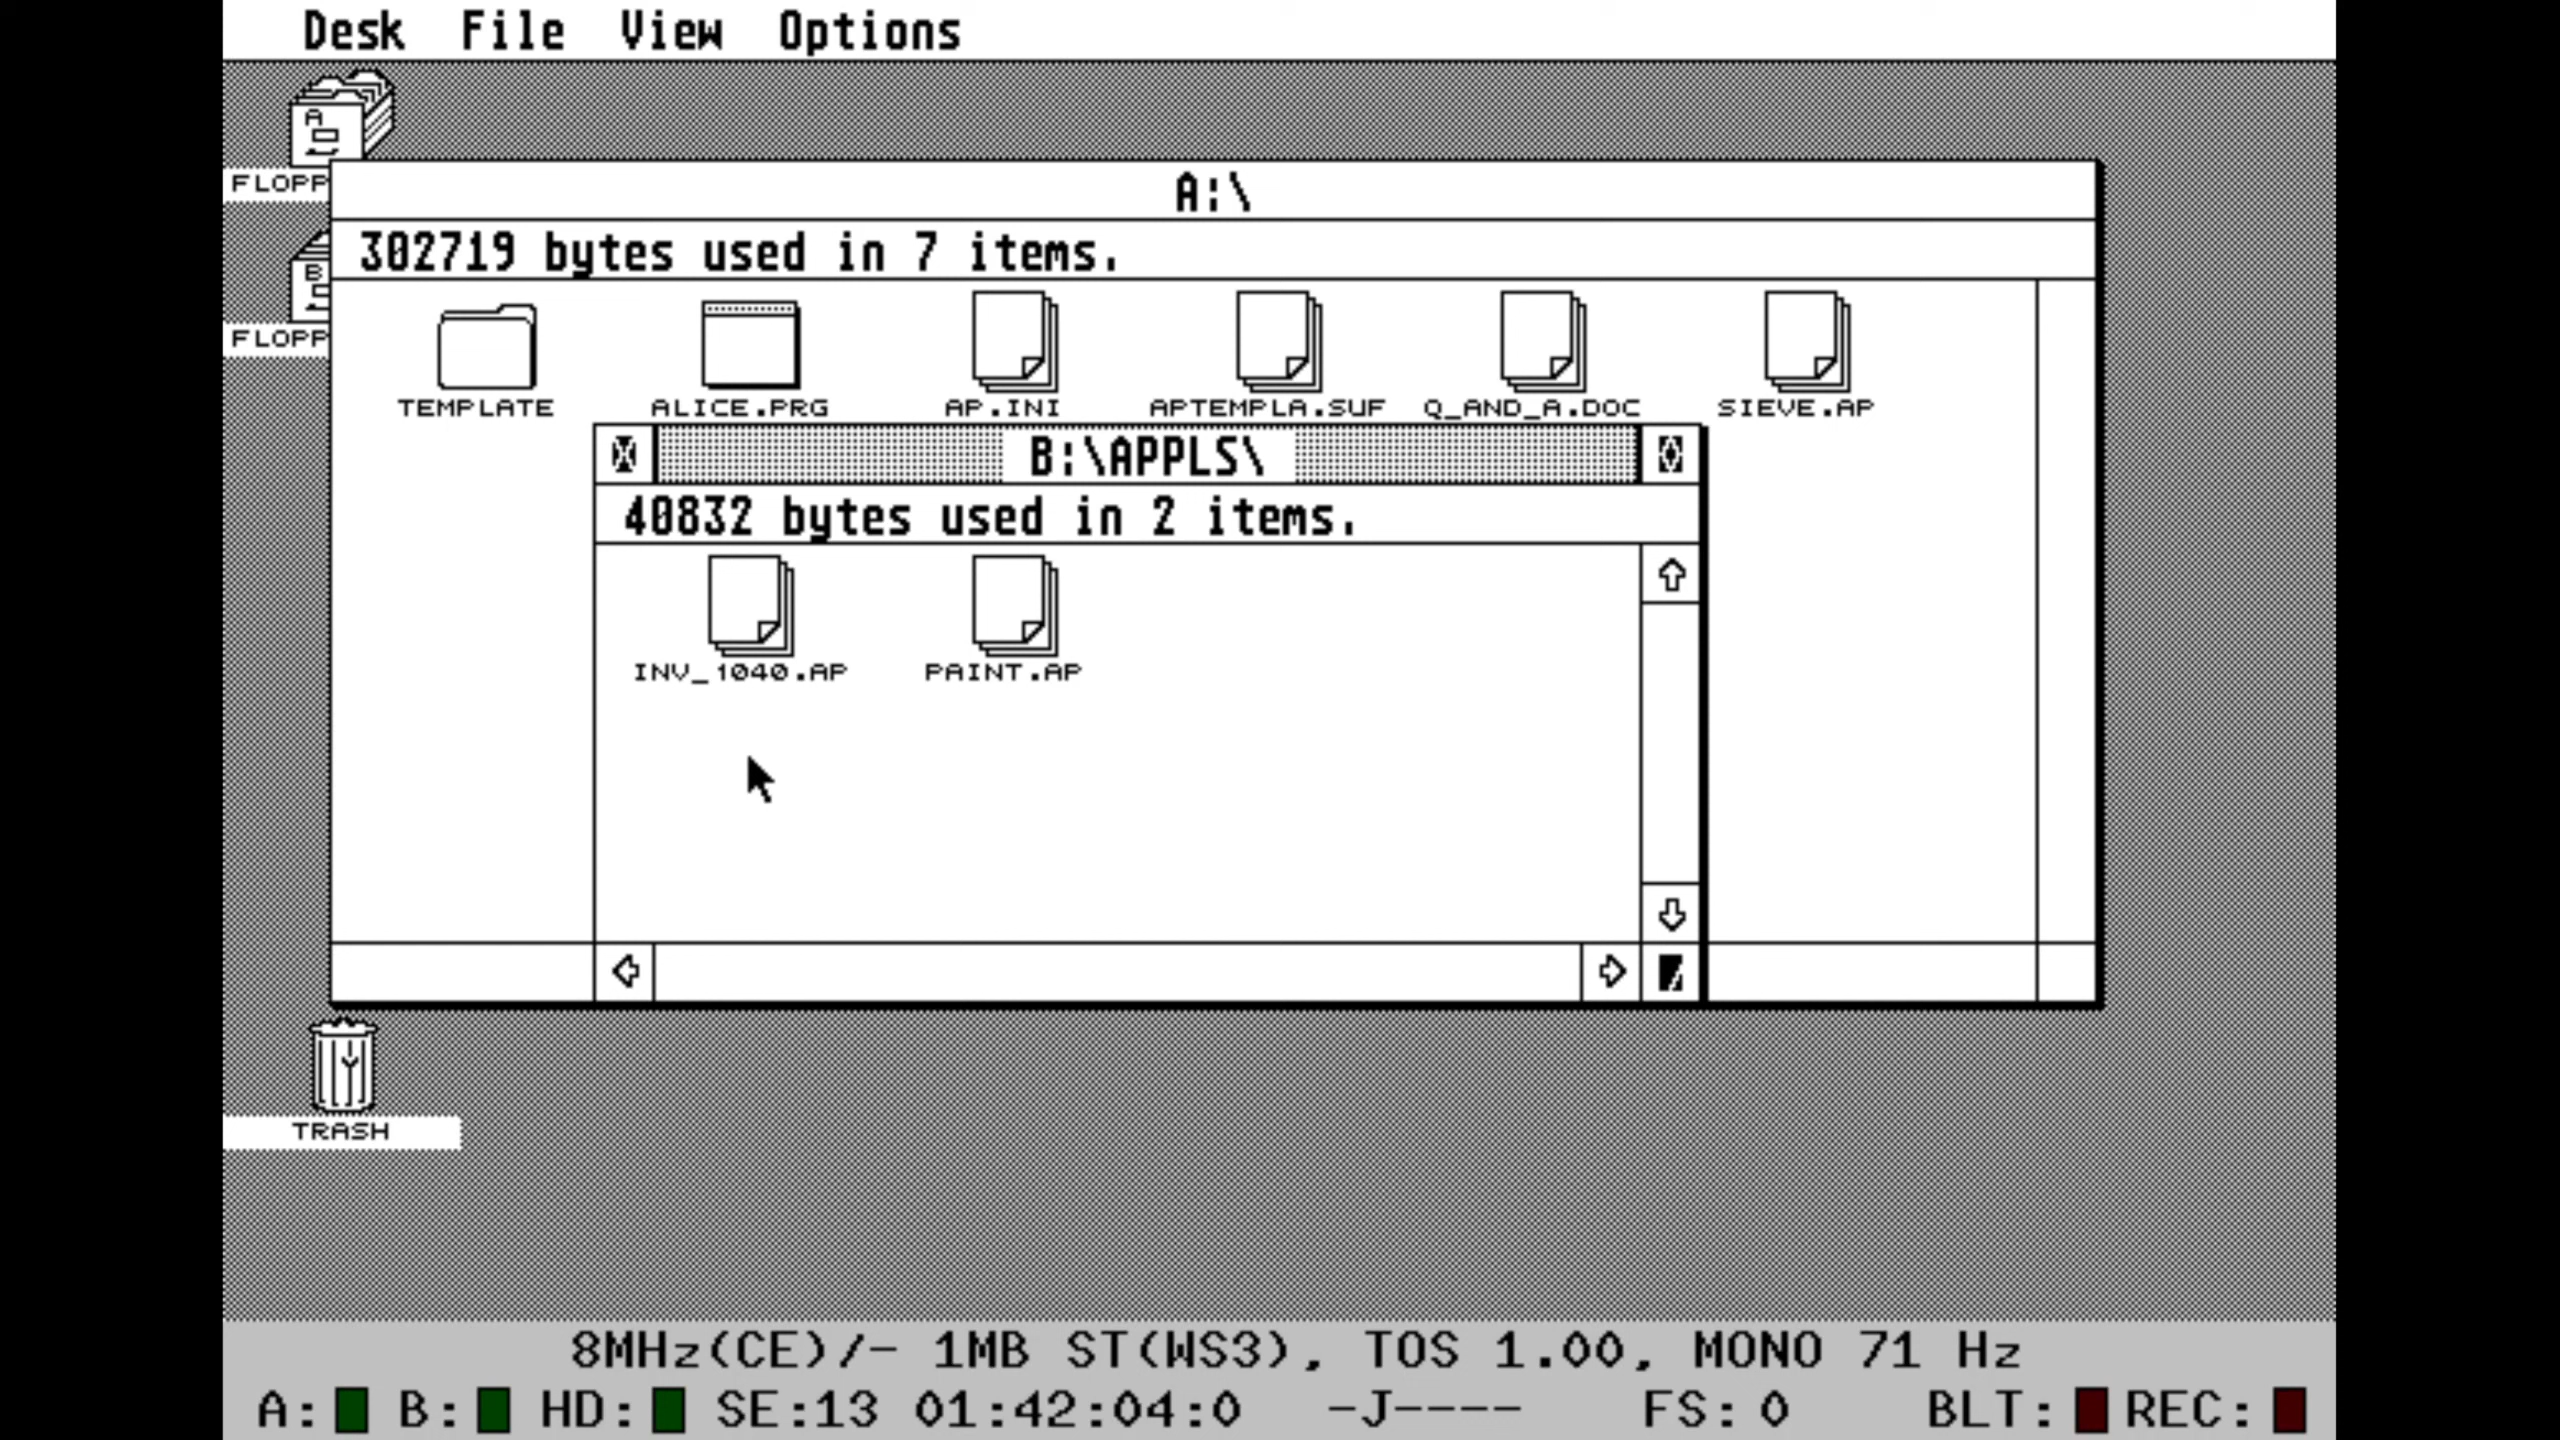 Desk File View Options
A
FLOPP
A:\
302719 bytes used in 7 items.
B
FLOPP
TEMPLATE ALICE.PRG AP.INI APTEMPLA.SUF Q_AND_A.DOC SIEVE.AP
B:\APPLS\
40832 bytes used in 2 items.
INV_1040.AP PAINT.AP
TRASH
8MHz(CE)/- 1MB ST(WS3), TOS 1.00, MONO 71 Hz
A: B: HD: SE:13 01:42:04:0 -J---- FS: 0 BLT: REC: